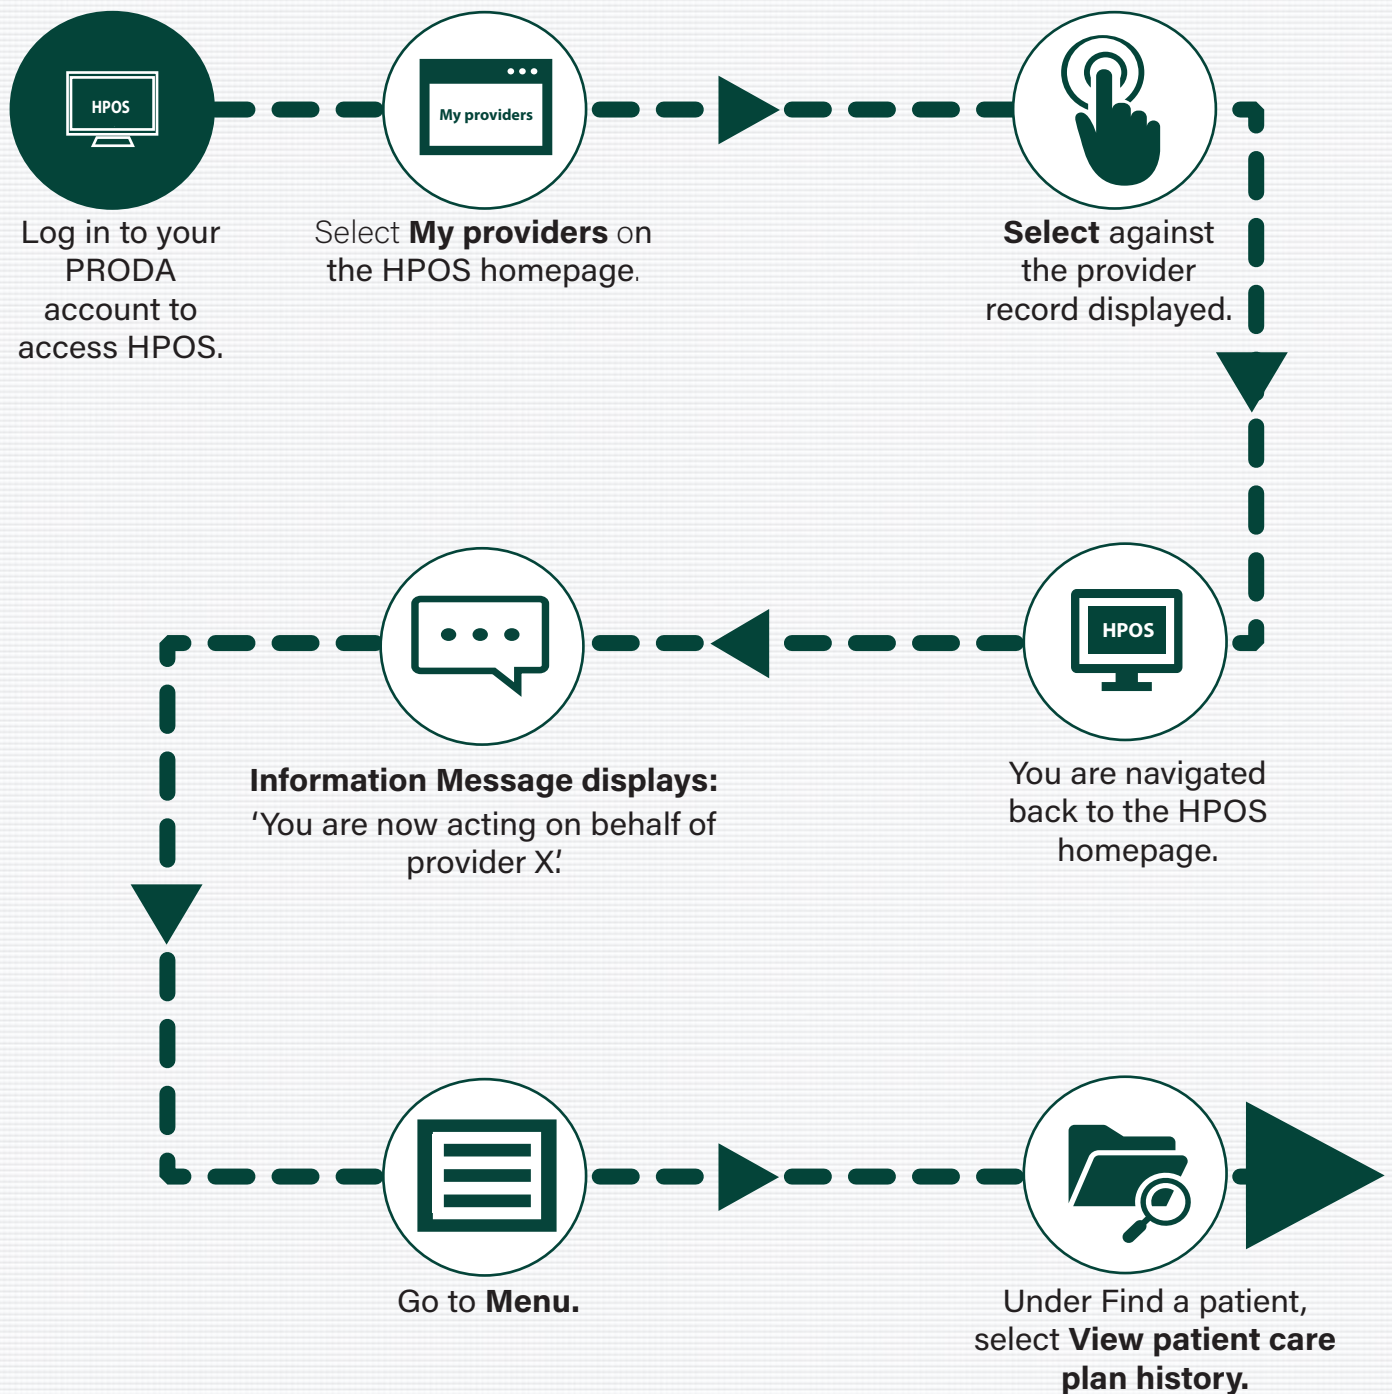 HPOS
Log in to your
PRODA
account to
access HPOS.
My providers
Select My providers on
the HPOS homepage.
Select against
the provider
record displayed.
HPOS
You are navigated
back to the HPOS
homepage.
Information Message displays:
‘You are now acting on behalf of
provider X.’
Go to Menu.
Under Find a patient,
select View patient care
plan history.